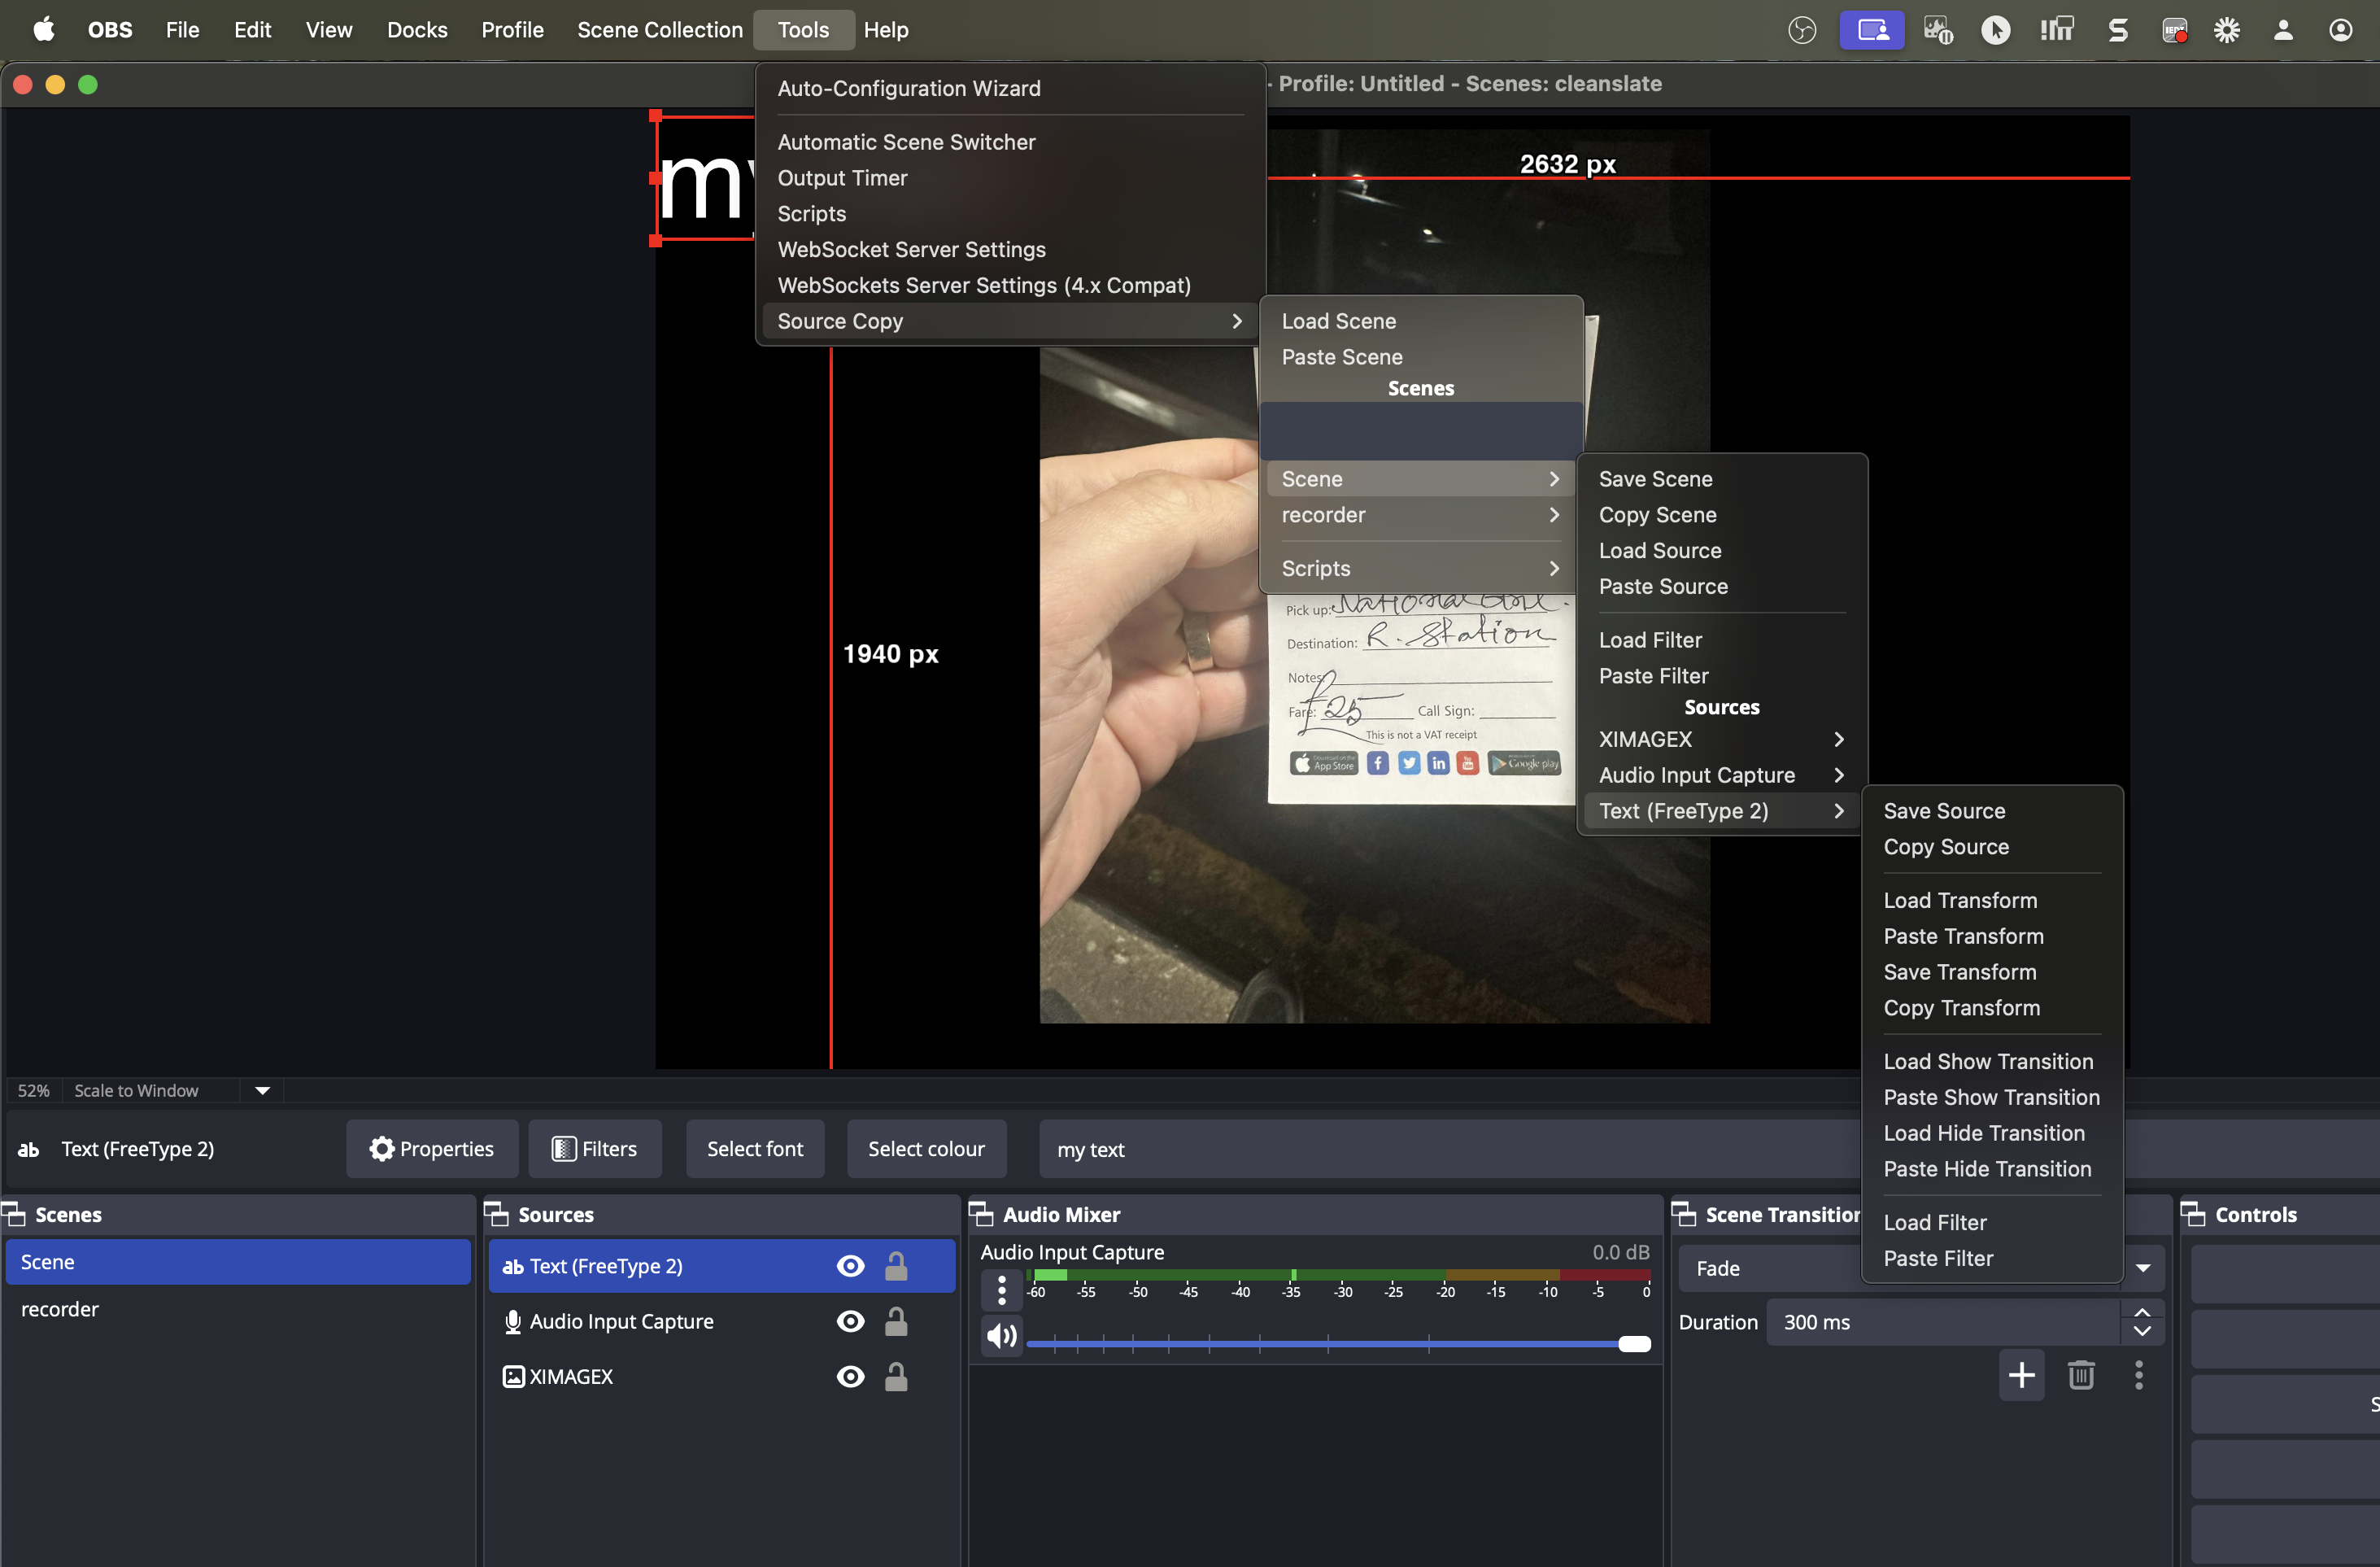 OBS File Edit View Docks Profile Scene Collection Tools Help
- Profile: Untitled - Scenes: cleanslate
Auto-Configuration Wizard
Automatic Scene Switcher
Output Timer
Scripts
WebSocket Server Settings
WebSockets Server Settings (4.x Compat)
Source Copy
my
2632 px
1940 px
Load Scene
Paste Scene
Scenes
Scene
recorder
Scripts
Save Scene
Copy Scene
Load Source
Paste Source
Load Filter
Paste Filter
Sources
XIMAGEX
Audio Input Capture
Text (FreeType 2)
Save Source
Copy Source
Load Transform
Paste Transform
Save Transform
Copy Transform
Load Show Transition
Paste Show Transition
Load Hide Transition
Paste Hide Transition
Load Filter
Paste Filter
Pick up: National
Destination: R. Station
Notes:
Fare: £25 Call Sign:
This is not a VAT receipt
Download on the App Store
Google play
52% Scale to Window
ab Text (FreeType 2) Properties Filters Select font Select colour my text
Scenes
Scene
recorder
Sources
ab Text (FreeType 2)
Audio Input Capture
XIMAGEX
Audio Mixer
Audio Input Capture 0.0 dB
-60 -55 -50 -45 -40 -35 -30 -25 -20 -15 -10 -5 0
Scene Transition
Fade
Duration 300 ms
Controls
S